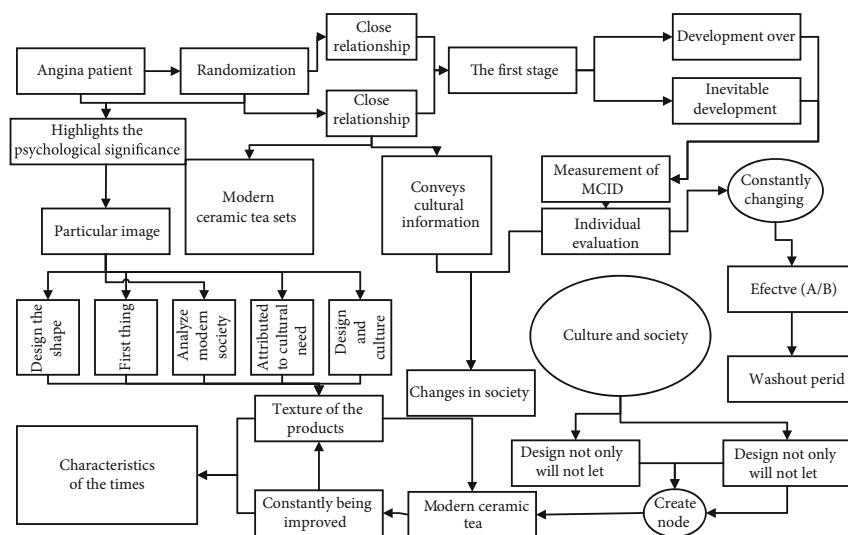 Close
relationship
Development over
Angina patient
Randomization
The first stage
Close
relationship
Inevitable
development
Highlights the
psychological significance
Modern
ceramic tea sets
Conveys
cultural
information
Measurement of
MCID
Constantly
changing
Individual
evaluation
Particular image
Efectve (A/B)
Design the
shape
First thing
Analyze
modern
society
Attributed
to cultural
need
Design
and
culture
Culture and society
Washout perid
Changes in society
Texture of the
products
Characteristics
of the times
Design not only
will not let
Design not only
will not let
Constantly being
improved
Modern ceramic
tea
Create
node